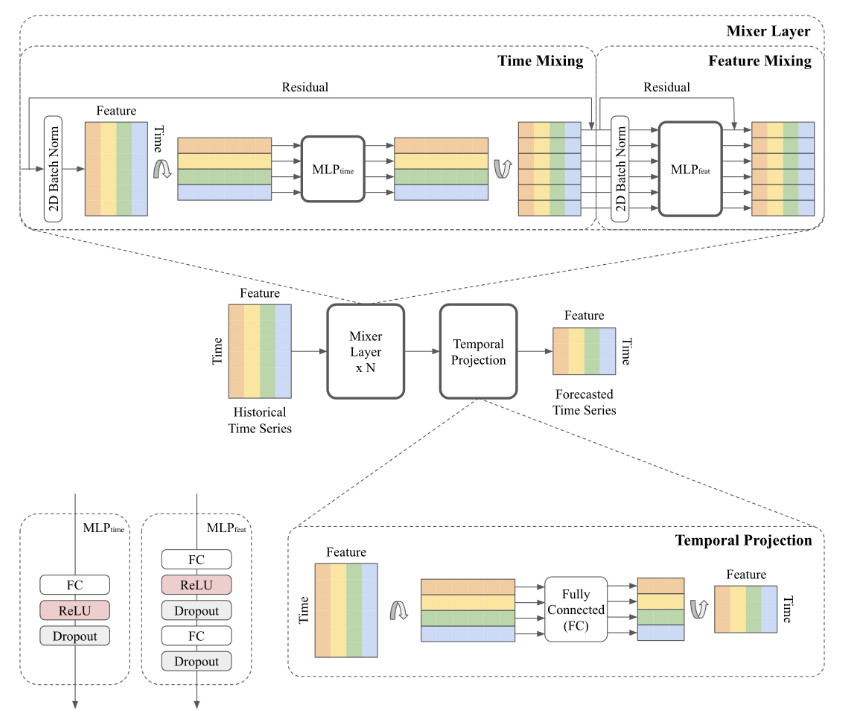 Mixer Layer
Time Mixing
Feature Mixing
Residual
Residual
Feature
Time
2D Batch Norm
MLPtime
2D Batch Norm
MLPfeat
Feature
Time
Historical
Time Series
Mixer
Layer
x N
Temporal
Projection
Feature
Time
Forecasted
Time Series
MLPtime
FC
ReLU
Dropout
MLPfeat
FC
ReLU
Dropout
FC
Dropout
Temporal Projection
Feature
Time
Fully
Connected
(FC)
Feature
Time